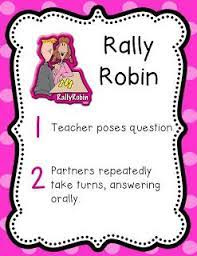 Rally
Robin
RallyRobin
1 Teacher poses question
2 Partners repeatedly
take turns, answering
orally.